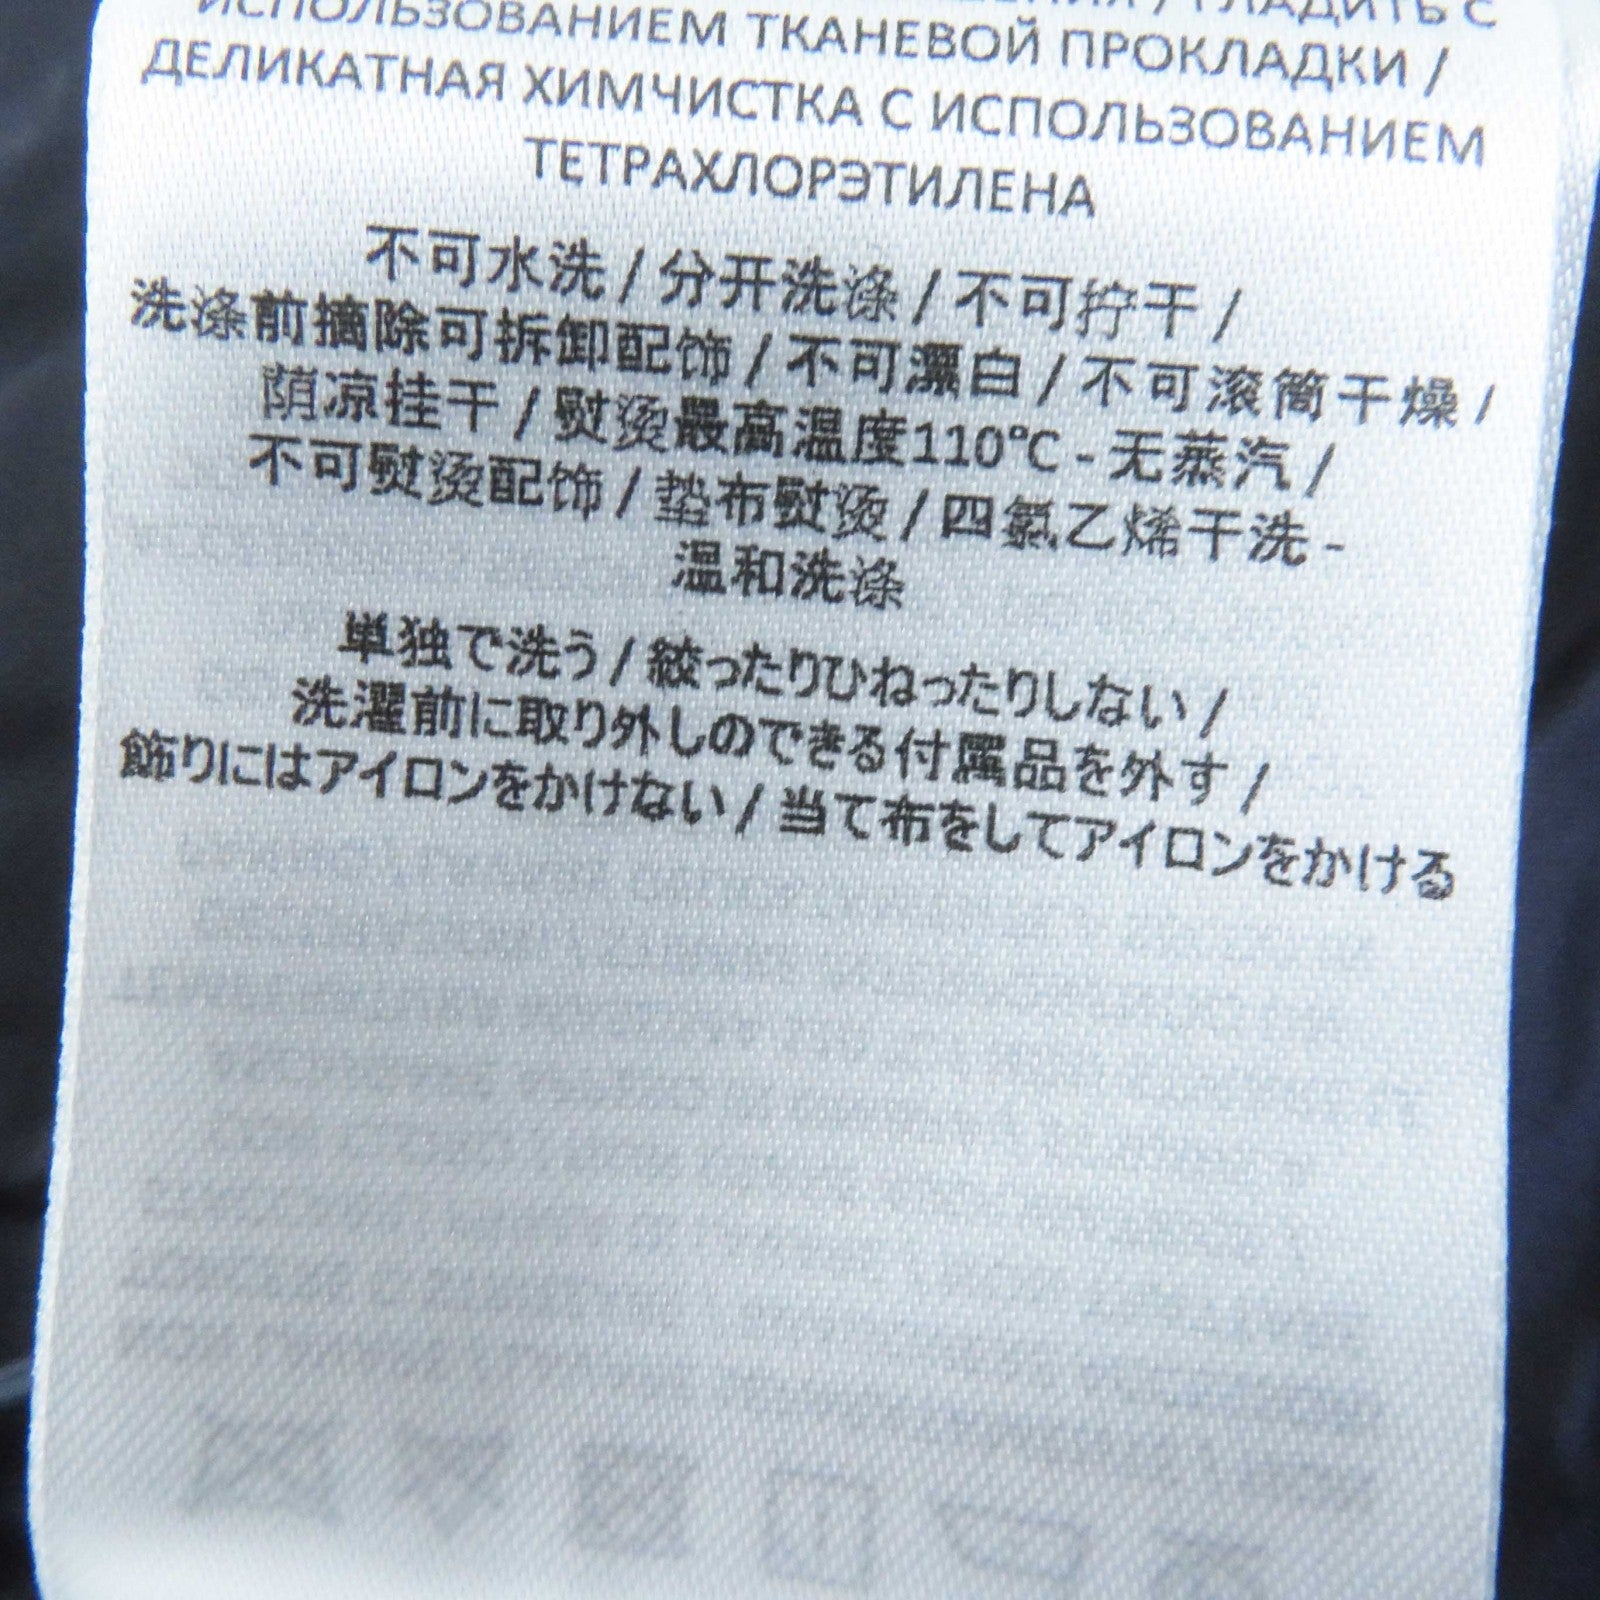 / ГЛАДИТЬ С
ИСПОЛЬЗОВАНИЕМ ТКАНЕВОЙ ПРОКЛАДКИ /
ДЕЛИКАТНАЯ ХИМЧИСТКА С ИСПОЛЬЗОВАНИЕМ
ТЕТРАХЛОРЭТИЛЕНА
不可水洗 / 分开洗涤 / 不可拧干 /
洗涤前摘除可拆卸配饰 / 不可漂白 / 不可滚筒干燥 /
荫凉挂干 / 熨烫最高温度110°C - 无蒸汽 /
不可熨烫配饰 / 垫布熨烫 / 四氯乙烯干洗 -
温和洗涤
単独で洗う / 絞ったりひねったりしない /
洗濯前に取り外しのできる付属品を外す /
飾りにはアイロンをかけない / 当て布をしてアイロンをかける